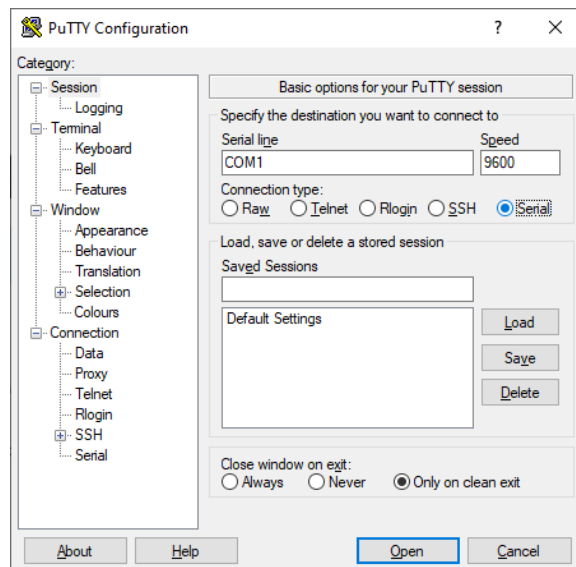 PuTTY Configuration
?
Category:
Session
Logging
Terminal
Keyboard
Bell
Features
Window
Appearance
Behaviour
Translation
Selection
Colours
Connection
Data
Proxy
Telnet
Rlogin
SSH
Serial
Basic options for your PuTTY session
Specify the destination you want to connect to
Serial line Speed
COM1 9600
Connection type:
Raw Telnet Rlogin SSH Serial
Load, save or delete a stored session
Saved Sessions
Default Settings
Load
Save
Delete
Close window on exit:
Always Never Only on clean exit
About Help Open Cancel